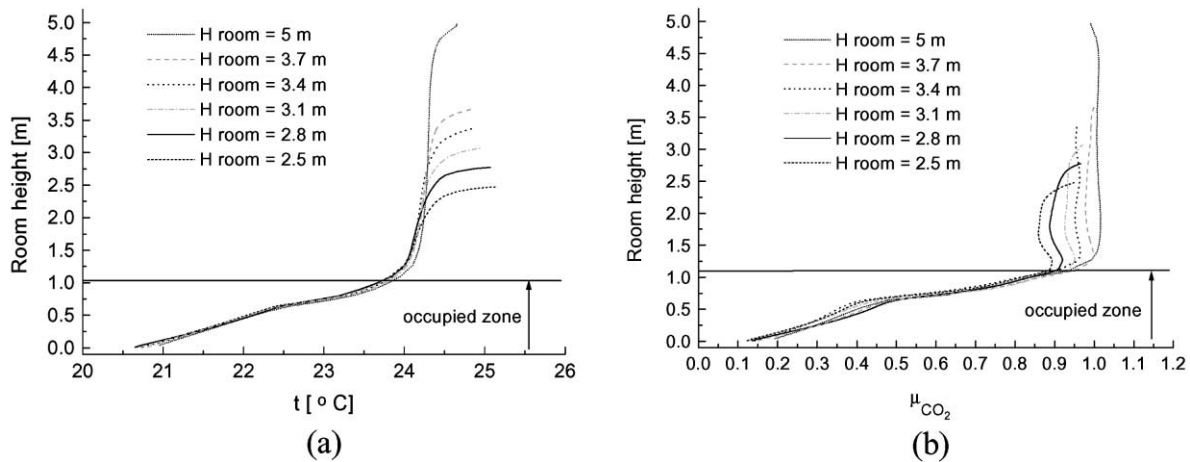 5.0
4.5
4.0
3.5
3.0
2.5
2.0
1.5
1.0
0.5
0.0
Room height [m]
H room = 5 m
H room = 3.7 m
H room = 3.4 m
H room = 3.1 m
H room = 2.8 m
H room = 2.5 m
occupied zone
20 21 22 23 24 25 26
t [ ° C]
(a)
5.0
4.5
4.0
3.5
3.0
2.5
2.0
1.5
1.0
0.5
0.0
Room height [m]
H room = 5 m
H room = 3.7 m
H room = 3.4 m
H room = 3.1 m
H room = 2.8 m
H room = 2.5 m
occupied zone
0.0 0.1 0.2 0.3 0.4 0.5 0.6 0.7 0.8 0.9 1.0 1.1 1.2
μCO₂
(b)